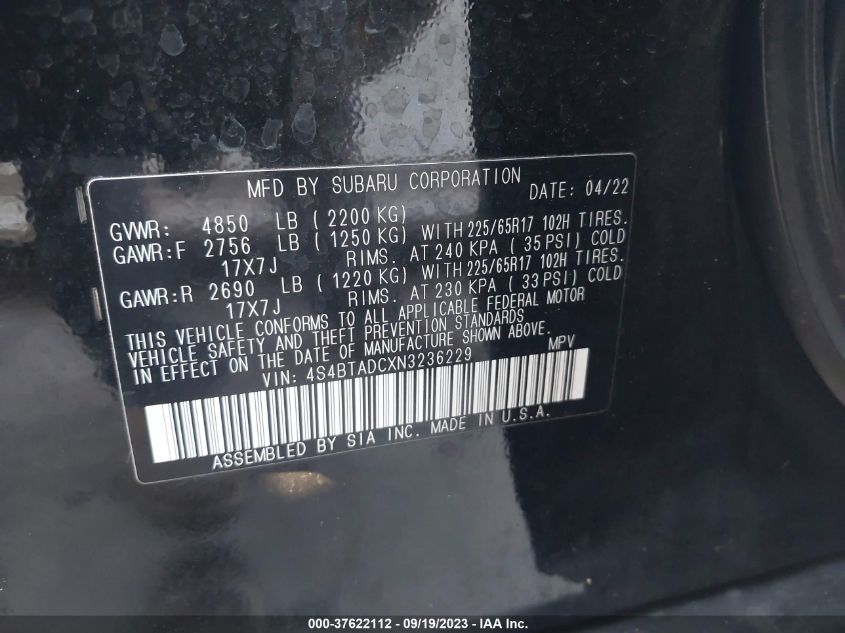 MFD BY SUBARU CORPORATION DATE: 04/22
GVWR: 4850 LB ( 2200 KG)
GAWR:F 2756 LB ( 1250 KG) WITH 225/65R17 102H TIRES.
17X7J RIMS. AT 240 KPA ( 35 PSI) COLD
GAWR:R 2690 LB ( 1220 KG) WITH 225/65R17 102H TIRES.
17X7J RIMS. AT 230 KPA ( 33 PSI) COLD
THIS VEHICLE CONFORMS TO ALL APPLICABLE FEDERAL MOTOR
VEHICLE SAFETY AND THEFT PREVENTION STANDARDS
IN EFFECT ON THE DATE OF MANUFACTURE SHOWN ABOVE.
VIN: 4S4BTADCXN3236229 MPV
ASSEMBLED BY SIA INC. MADE IN U.S.A.
000-37622112 - 09/19/2023 - IAA Inc.